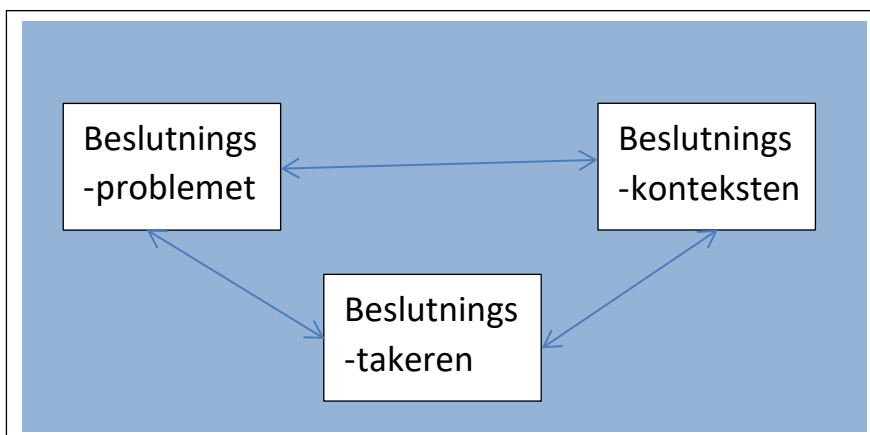 Beslutnings
-problemet
Beslutnings
-konteksten
Beslutnings
-takeren